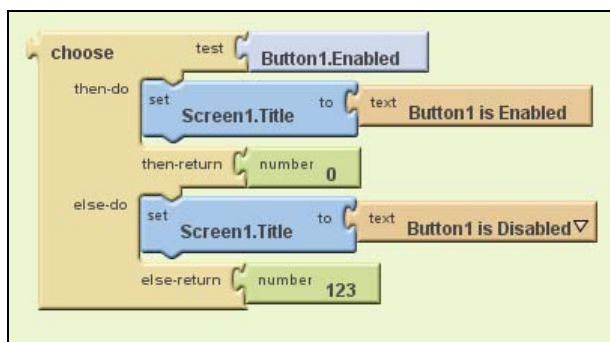 choose test Button1.Enabled
then-do set Screen1.Title to text Button1 is Enabled
then-return number 0
else-do set Screen1.Title to text Button1 is Disabled
else-return number 123